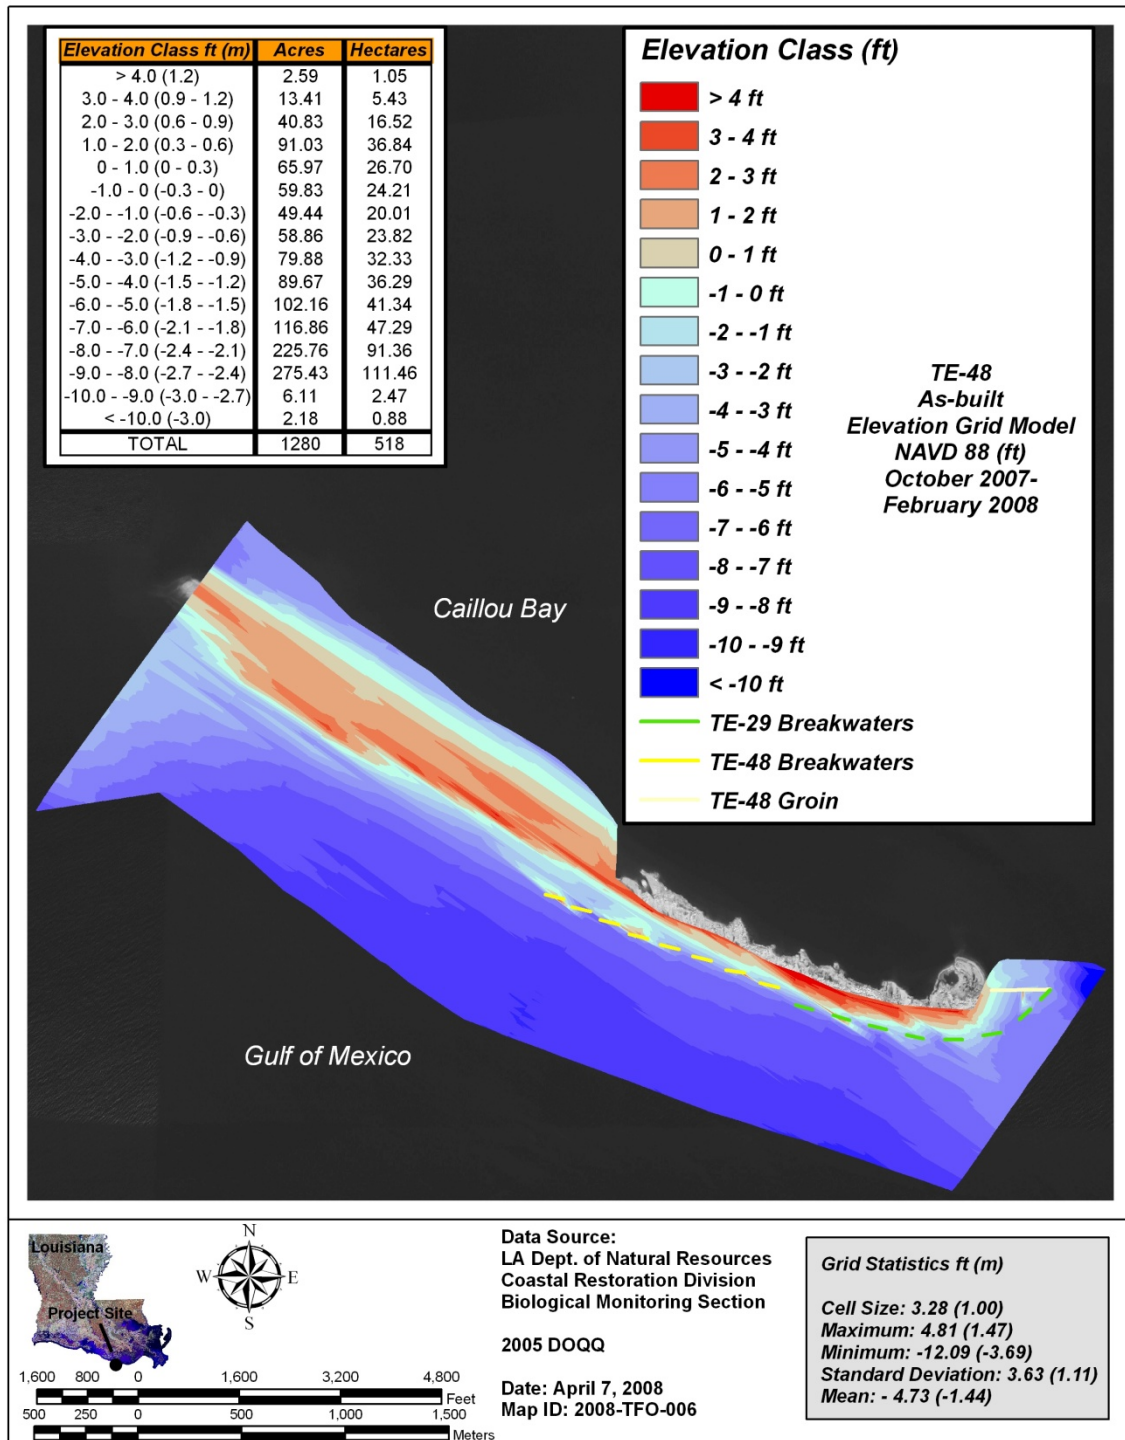 Elevation Class ft (m) Acres Hectares
> 4.0 (1.2) 2.59 1.05
3.0 - 4.0 (0.9 - 1.2) 13.41 5.43
2.0 - 3.0 (0.6 - 0.9) 40.83 16.52
1.0 - 2.0 (0.3 - 0.6) 91.03 36.84
0 - 1.0 (0 - 0.3) 65.97 26.70
-1.0 - 0 (-0.3 - 0) 59.83 24.21
-2.0 - -1.0 (-0.6 - -0.3) 49.44 20.01
-3.0 - -2.0 (-0.9 - -0.6) 58.86 23.82
-4.0 - -3.0 (-1.2 - -0.9) 79.88 32.33
-5.0 - -4.0 (-1.5 - -1.2) 89.67 36.29
-6.0 - -5.0 (-1.8 - -1.5) 102.16 41.34
-7.0 - -6.0 (-2.1 - -1.8) 116.86 47.29
-8.0 - -7.0 (-2.4 - -2.1) 225.76 91.36
-9.0 - -8.0 (-2.7 - -2.4) 275.43 111.46
-10.0 - -9.0 (-3.0 - -2.7) 6.11 2.47
< -10.0 (-3.0) 2.18 0.88
TOTAL 1280 518
Elevation Class (ft)
> 4 ft
3 - 4 ft
2 - 3 ft
1 - 2 ft
0 - 1 ft
-1 - 0 ft
-2 - -1 ft
-3 - -2 ft
-4 - -3 ft
-5 - -4 ft
-6 - -5 ft
-7 - -6 ft
-8 - -7 ft
-9 - -8 ft
-10 - -9 ft
< -10 ft
TE-29 Breakwaters
TE-48 Breakwaters
TE-48 Groin
TE-48
As-built
Elevation Grid Model
NAVD 88 (ft)
October 2007-
February 2008
Caillou Bay
Gulf of Mexico
Louisiana
Project Site
N
W E
S
1,600 800 0 1,600 3,200 4,800
Feet
500 250 0 500 1,000 1,500
Meters
Data Source:
LA Dept. of Natural Resources
Coastal Restoration Division
Biological Monitoring Section
2005 DOQQ
Date: April 7, 2008
Map ID: 2008-TFO-006
Grid Statistics ft (m)
Cell Size: 3.28 (1.00)
Maximum: 4.81 (1.47)
Minimum: -12.09 (-3.69)
Standard Deviation: 3.63 (1.11)
Mean: - 4.73 (-1.44)